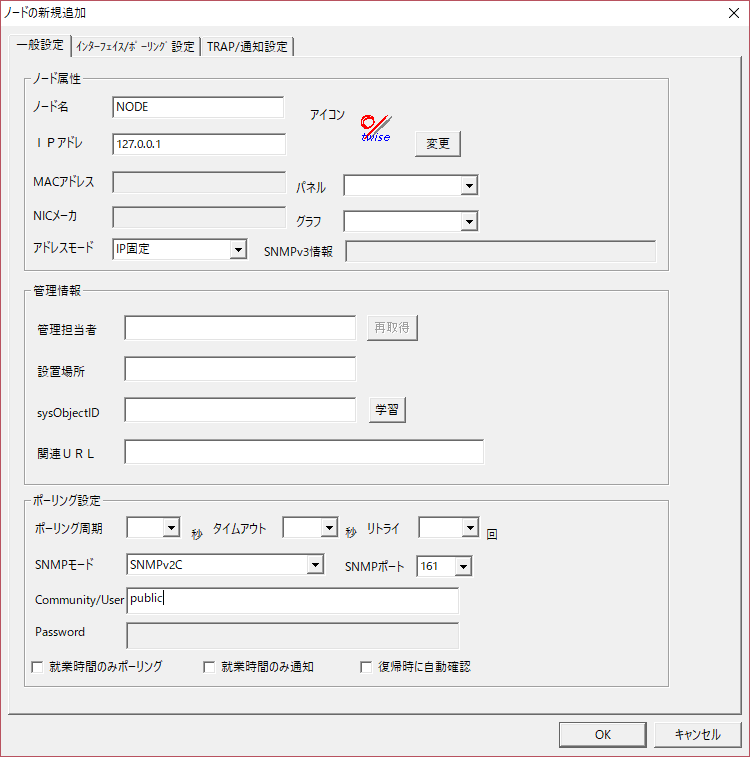 ノードの新規追加
一般設定 ｲﾝﾀｰﾌｪｲｽ/ﾎﾟｰﾘﾝｸﾞ 設定 TRAP/通知設定
ノード属性
ノード名 NODE アイコン twise
ＩＰアドレ 127.0.0.1 変更
MACアドレス パネル
NICメーカ グラフ
アドレスモード IP固定 SNMPv3情報
管理情報
管理担当者 再取得
設置場所
sysObjectID 学習
関連ＵＲＬ
ポーリング設定
ポーリング周期 秒 タイムアウト 秒 リトライ 回
SNMPモード SNMPv2C SNMPポート 161
Community/User public
Password
就業時間のみポーリング 就業時間のみ通知 復帰時に自動確認
OK キャンセル